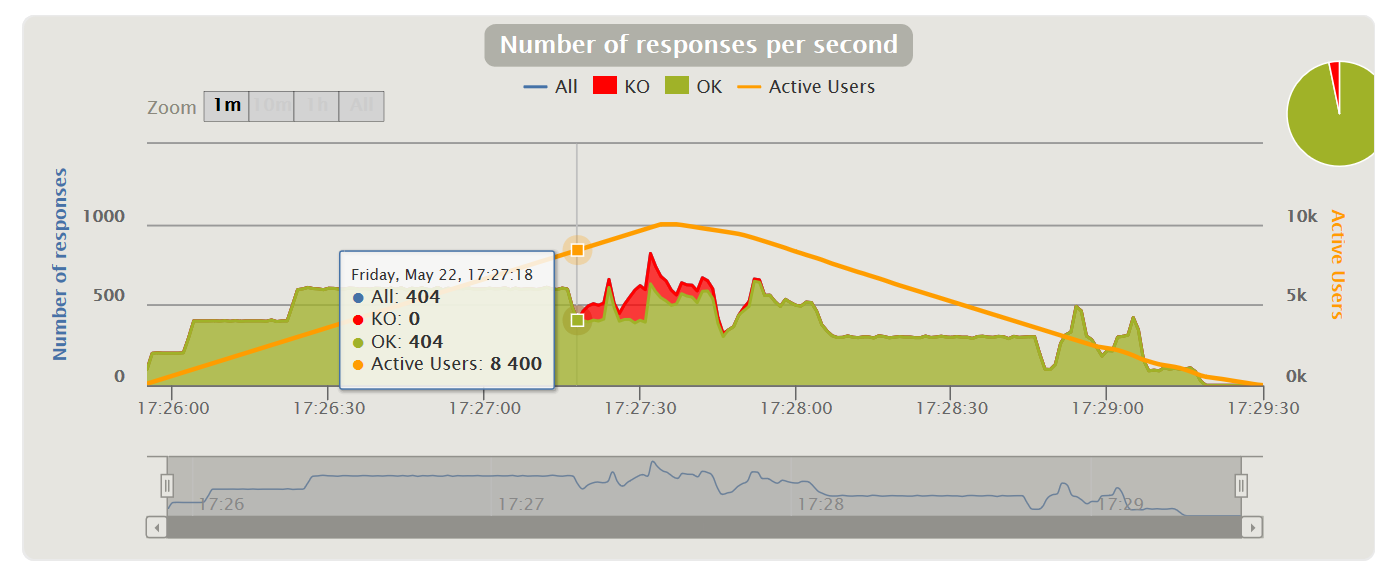 Number of responses per second
All KO OK Active Users
Zoom 1m 10m 1h All
Number of responses
1000
500
0
10k
5k
0k
Active Users
Friday, May 22, 17:27:18
All: 404
KO: 0
OK: 404
Active Users: 8 400
17:26:00 17:26:30 17:27:00 17:27:30 17:28:00 17:28:30 17:29:00 17:29:30
17:26 17:27 17:28 17:29